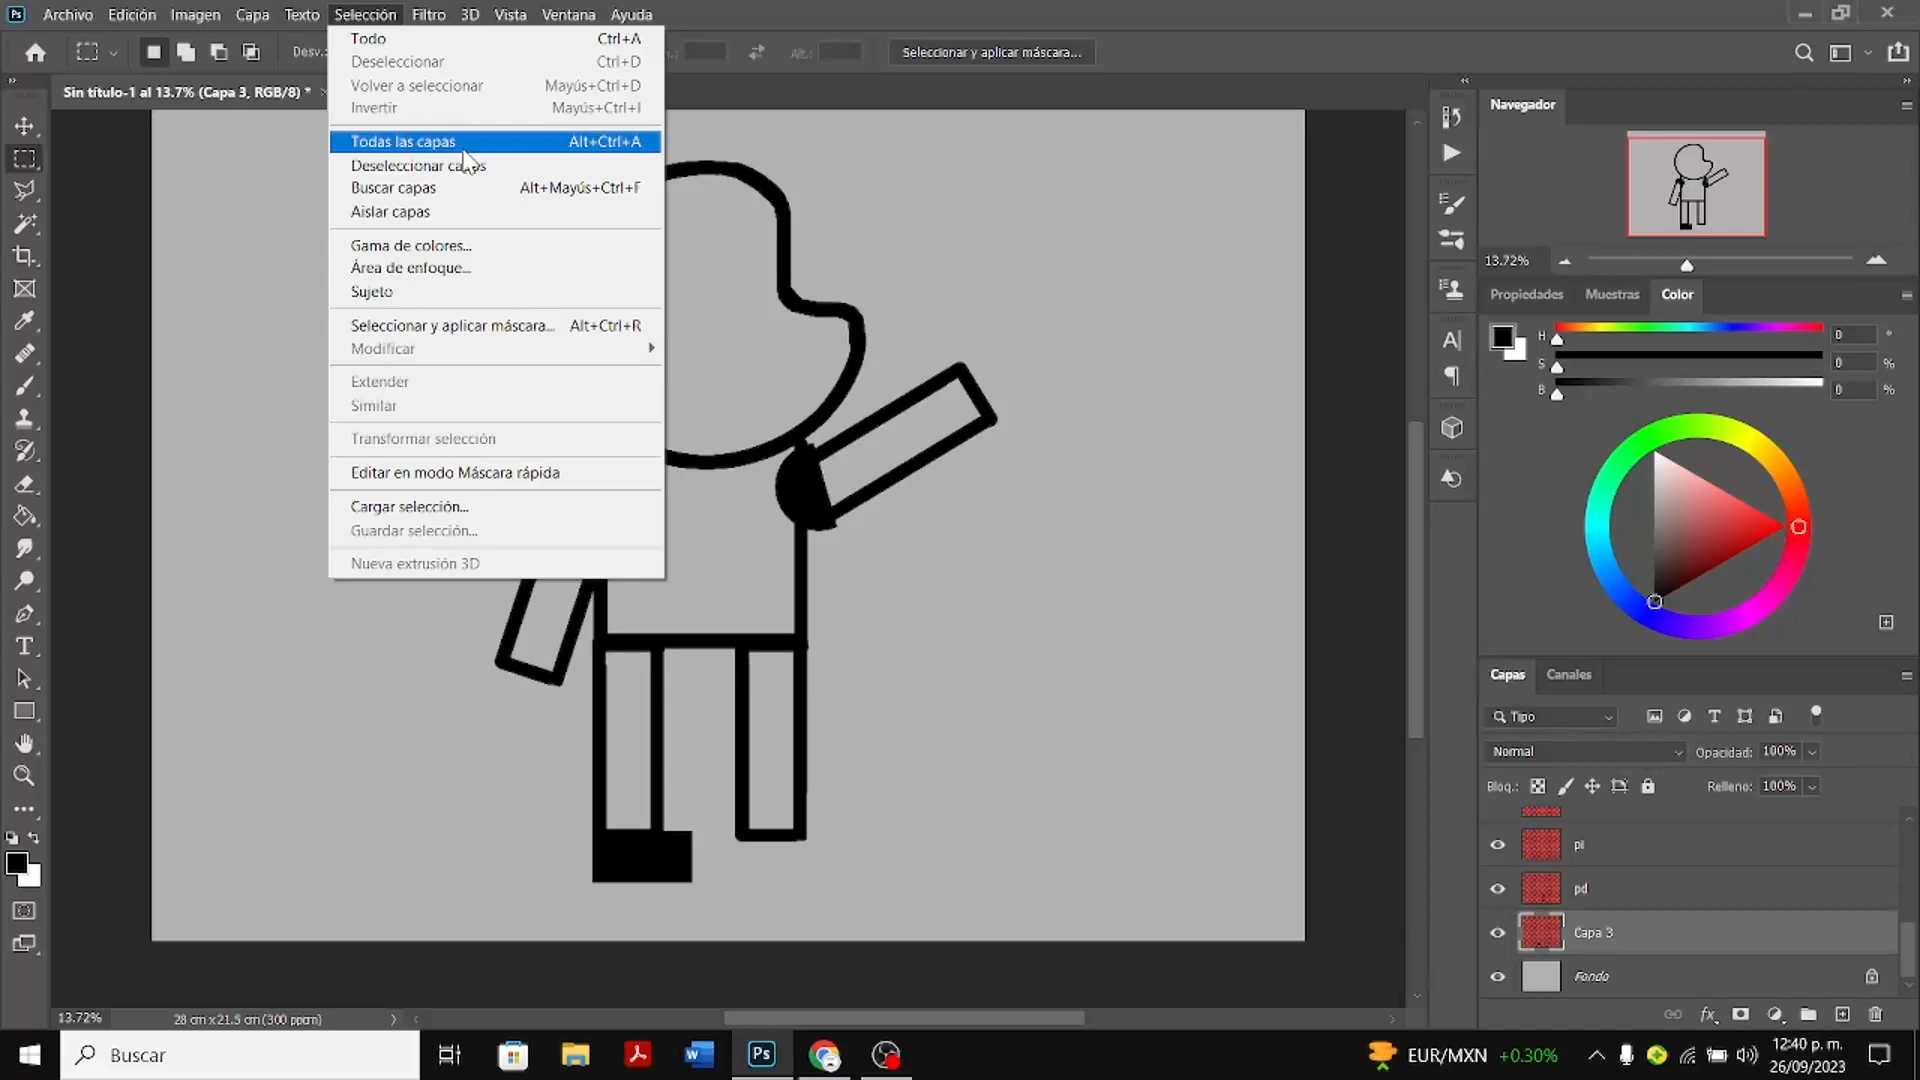 Ps Archivo Edición Imagen Capa Texto Selección Filtro 3D Vista Ventana Ayuda
Desv.: Alt.: Seleccionar y aplicar máscara...
Sin título-1 al 13.7% (Capa 3, RGB/8) *
Todo Ctrl+A
Deseleccionar Ctrl+D
Volver a seleccionar Mayús+Ctrl+D
Invertir Mayús+Ctrl+I
Todas las capas Alt+Ctrl+A
Deseleccionar capas
Buscar capas Alt+Mayús+Ctrl+F
Aislar capas
Gama de colores...
Área de enfoque...
Sujeto
Seleccionar y aplicar máscara... Alt+Ctrl+R
Modificar
Extender
Similar
Transformar selección
Editar en modo Máscara rápida
Cargar selección...
Guardar selección...
Nueva extrusión 3D
Navegador
13.72%
Propiedades Muestras Color
H 0 °
S 0 %
B 0 %
Capas Canales
Tipo
Normal Opacidad: 100%
Bloq.: Relleno: 100%
pi
pd
Capa 3
Fondo
13.72% 28 cm x 21.5 cm (300 ppcm)
Buscar
Ps
EUR/MXN +0.30%
12:40 p. m.
26/09/2023